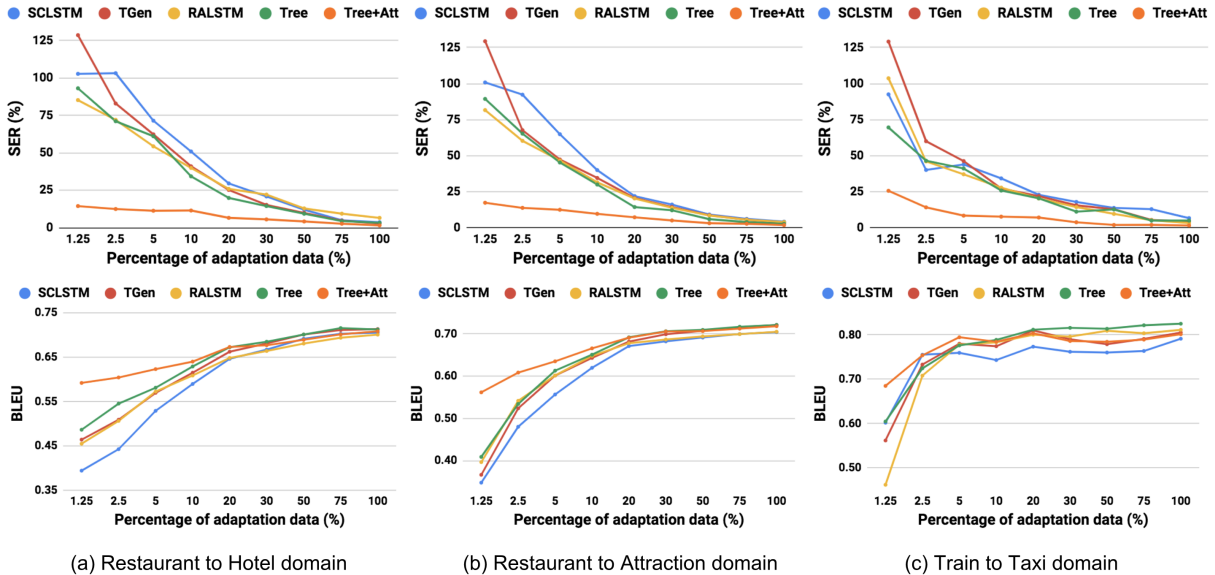 SCLSTM TGen RALSTM Tree Tree+Att
125
100
75
50
25
0
SER (%)
1.25 2.5 5 10 20 30 50 75 100
Percentage of adaptation data (%)
SCLSTM TGen RALSTM Tree Tree+Att
125
100
75
50
25
0
SER (%)
1.25 2.5 5 10 20 30 50 75 100
Percentage of adaptation data (%)
SCLSTM TGen RALSTM Tree Tree+Att
125
100
75
50
25
0
SER (%)
1.25 2.5 5 10 20 30 50 75 100
Percentage of adaptation data (%)
SCLSTM TGen RALSTM Tree Tree+Att
0.75
0.65
0.55
0.45
0.35
BLEU
1.25 2.5 5 10 20 30 50 75 100
Percentage of adaptation data (%)
(a) Restaurant to Hotel domain
SCLSTM TGen RALSTM Tree Tree+Att
0.70
0.60
0.50
0.40
BLEU
1.25 2.5 5 10 20 30 50 75 100
Percentage of adaptation data (%)
(b) Restaurant to Attraction domain
SCLSTM TGen RALSTM Tree Tree+Att
0.80
0.70
0.60
0.50
BLEU
1.25 2.5 5 10 20 30 50 75 100
Percentage of adaptation data (%)
(c) Train to Taxi domain